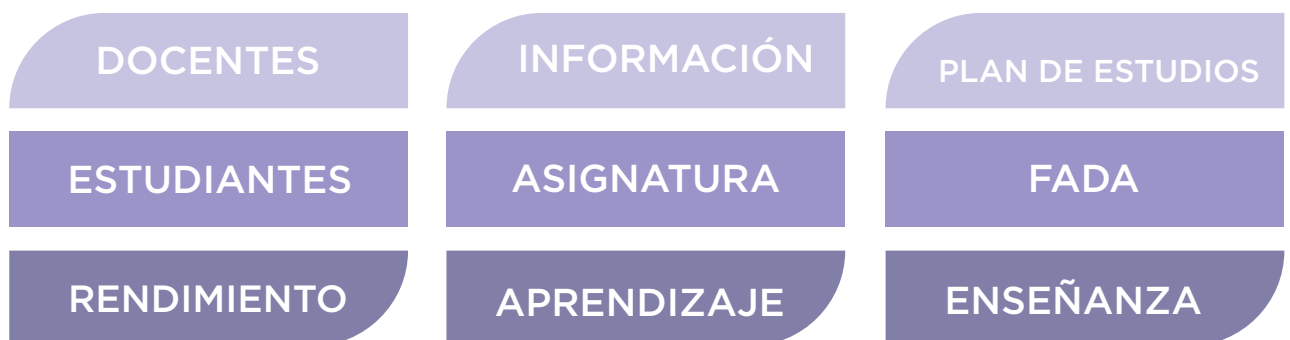 DOCENTES
INFORMACIÓN
PLAN DE ESTUDIOS
ESTUDIANTES
ASIGNATURA
FADA
RENDIMIENTO
APRENDIZAJE
ENSEÑANZA